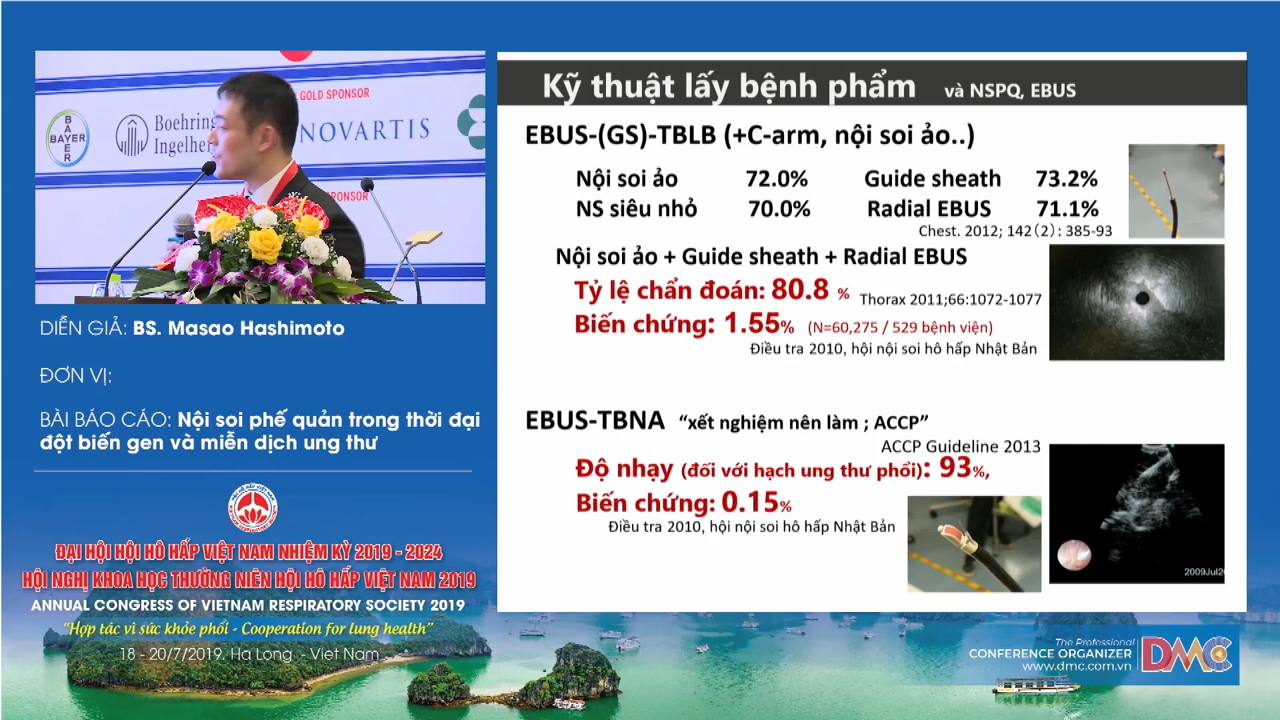 GOLD SPONSOR
BAYER
BAYER
Boehring
Ingelhe
NOVARTIS
SPONSOR
DIỄN GIẢ: BS. Masao Hashimoto
ĐƠN VỊ:
BÀI BÁO CÁO: Nội soi phế quản trong thời đại
đột biến gen và miễn dịch ung thư
HỘI HÔ HẤP VIỆT NAM
ĐẠI HỘI HỘI HÔ HẤP VIỆT NAM NHIỆM KỲ 2019 - 2024
HỘI NGHỊ KHOA HỌC THƯỜNG NIÊN HỘI HÔ HẤP VIỆT NAM 2019
ANNUAL CONGRESS OF VIETNAM RESPIRATORY SOCIETY 2019
“Hợp tác vì sức khỏe phổi - Cooperation for lung health”
18 - 20/7/2019. Ha Long - Viet Nam
Kỹ thuật lấy bệnh phẩm và NSPQ, EBUS
EBUS-(GS)-TBLB (+C-arm, nội soi ảo..)
Nội soi ảo 72.0% Guide sheath 73.2%
NS siêu nhỏ 70.0% Radial EBUS 71.1%
Chest. 2012; 142(2): 385-93
Nội soi ảo + Guide sheath + Radial EBUS
Tỷ lệ chẩn đoán: 80.8 % Thorax 2011;66:1072-1077
Biến chứng: 1.55% (N=60,275 / 529 bệnh viện)
Điều tra 2010, hội nội soi hô hấp Nhật Bản
EBUS-TBNA “xét nghiệm nên làm ; ACCP”
ACCP Guideline 2013
Độ nhạy (đối với hạch ung thư phổi): 93%,
Biến chứng: 0.15%
Điều tra 2010, hội nội soi hô hấp Nhật Bản
2009Jul2
The Professional
CONFERENCE ORGANIZER
www.dmc.com.vn
DMC